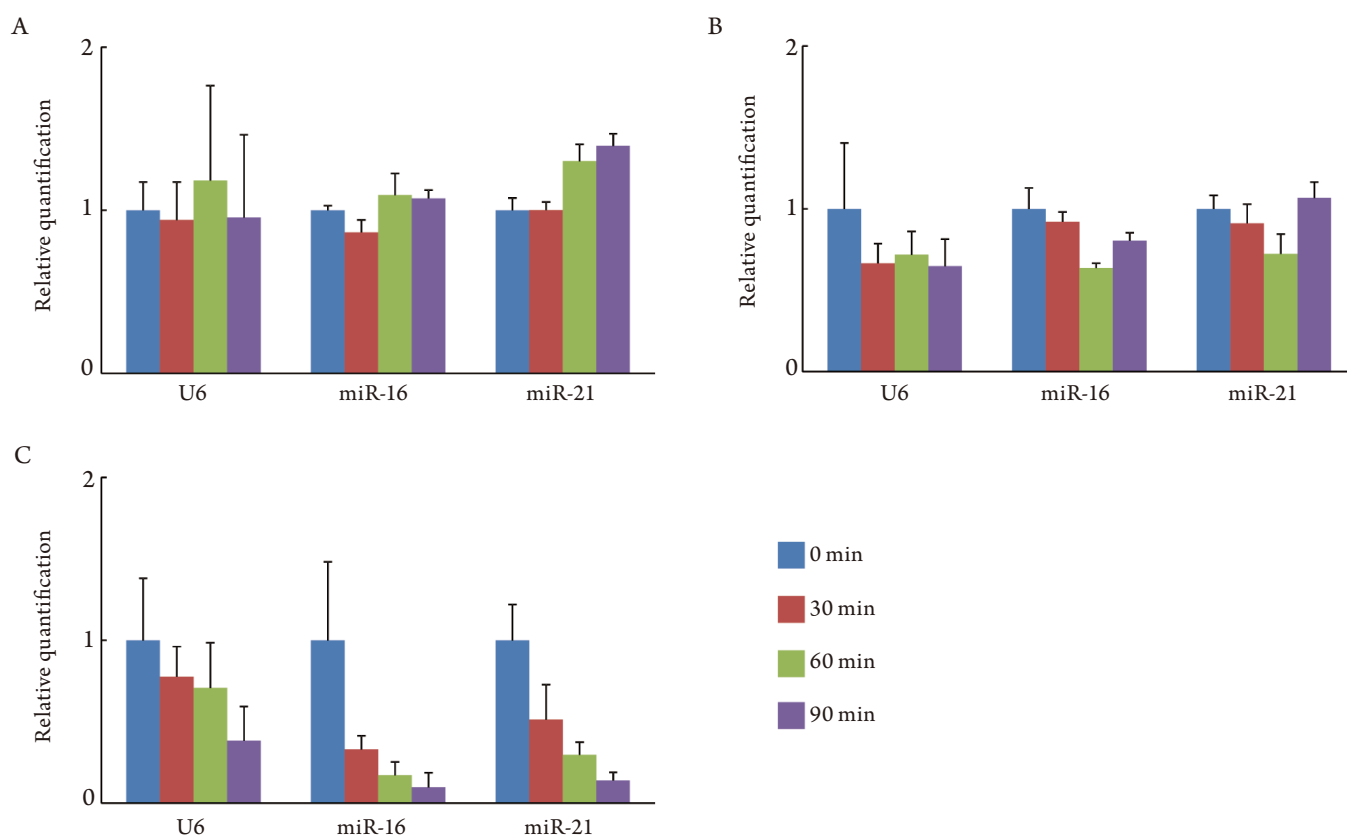 A
2
1
0
Relative quantification
U6 miR-16 miR-21
B
2
1
0
Relative quantification
U6 miR-16 miR-21
C
2
1
0
Relative quantification
U6 miR-16 miR-21
0 min
30 min
60 min
90 min